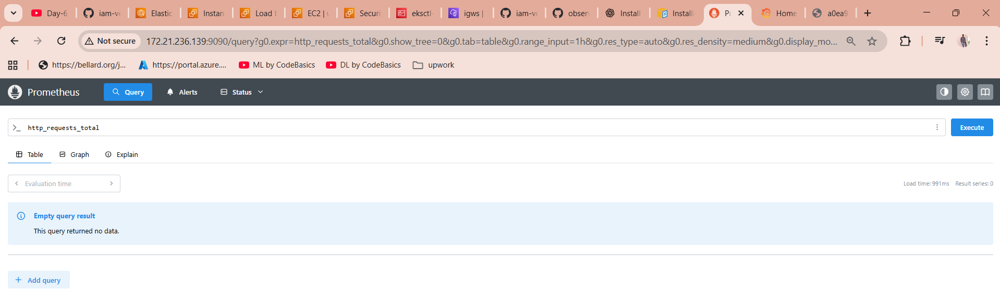 Day-6 iam-ve Elastic Instan Load b EC2 | u Securi eksctl- igws | iam-ve observ Install Installi Pr Home a0ea9
Not secure 172.21.236.139:9090/query?g0.expr=http_requests_total&g0.show_tree=0&g0.tab=table&g0.range_input=1h&g0.res_type=auto&g0.res_density=medium&g0.display_mo...
https://bellard.org/j... https://portal.azure.... ML by CodeBasics DL by CodeBasics upwork
Prometheus Query Alerts Status
>_ http_requests_total Execute
Table Graph Explain
Evaluation time Load time: 991ms Result series: 0
Empty query result
This query returned no data.
+ Add query